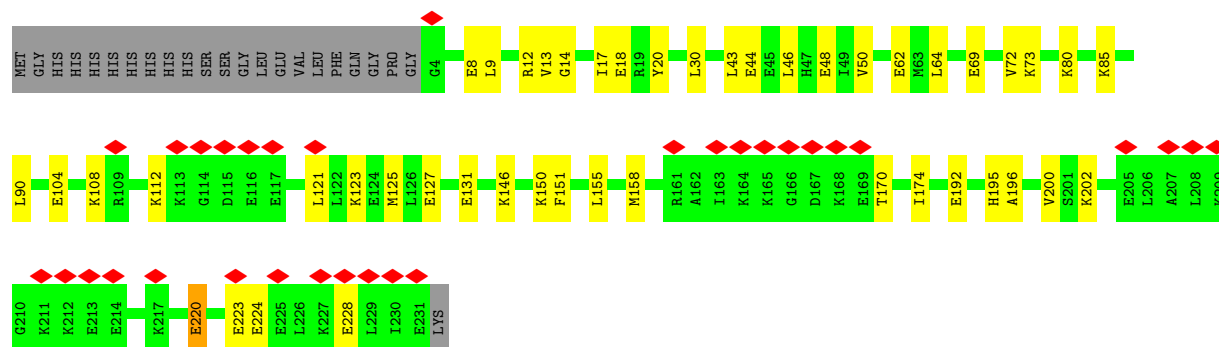 MET GLY HIS HIS HIS HIS HIS HIS SER SER GLY LEU GLU VAL LEU PHE GLN GLY PRO GLY G4 E8 L9 R12 V13 G14 I17 E18 R19 Y20 L30 L43 E44 E45 L46 H47 E48 I49 V50 E62 M63 L64 E69 V72 K73 K80 K85
L90 E104 K108 R109 K112 K113 G114 D115 E116 E117 L121 L122 K123 E124 M125 L126 E127 E131 K146 K150 F151 L155 M158 R161 A162 I163 K164 K165 G166 D167 K168 E169 T170 I174 E192 H195 A196 V200 S201 K202 E205 L206 A207 L208
G210 K211 K212 E213 E214 K217 E220 E223 E224 E225 L226 K227 E228 L229 I230 E231 LYS